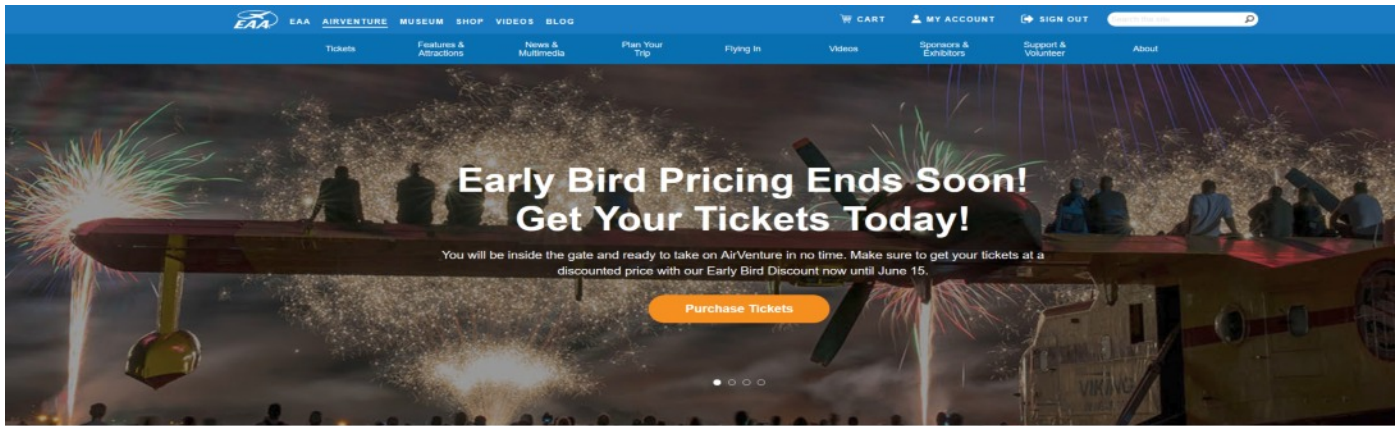 EAA
EAA AIRVENTURE MUSEUM SHOP VIDEOS BLOG
CART MY ACCOUNT SIGN OUT Search this site
Tickets
Features &
Attractions
News &
Multimedia
Plan Your
Trip
Flying In
Videos
Sponsors &
Exhibitors
Support &
Volunteer
About
Early Bird Pricing Ends Soon!
Get Your Tickets Today!
You will be inside the gate and ready to take on AirVenture in no time. Make sure to get your tickets at a
discounted price with our Early Bird Discount now until June 15.
Purchase Tickets